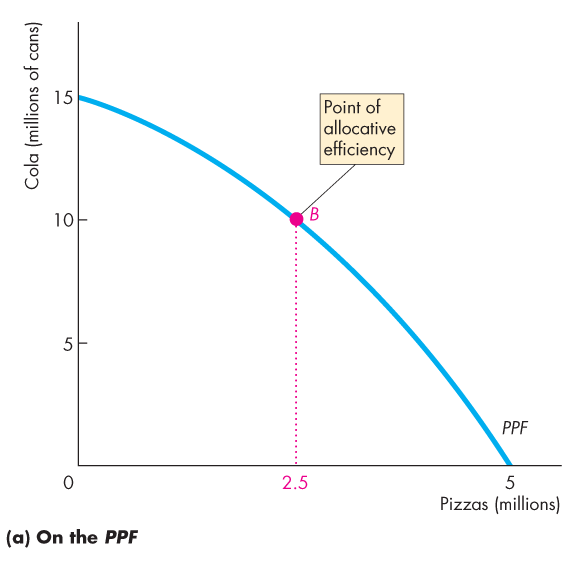 Cola (millions of cans)
15
10
5
0
Point of
allocative
efficiency
B
PPF
2.5
5
Pizzas (millions)
(a) On the PPF